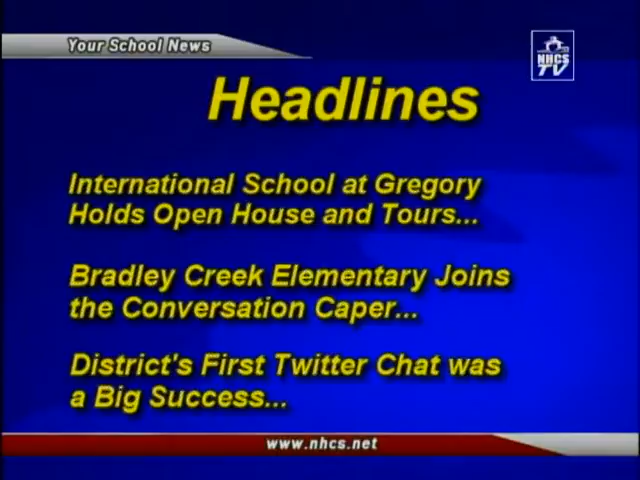 Your School News
NHCS
TV
Headlines
International School at Gregory
Holds Open House and Tours...
Bradley Creek Elementary Joins
the Conversation Caper...
District's First Twitter Chat was
a Big Success...
www.nhcs.net